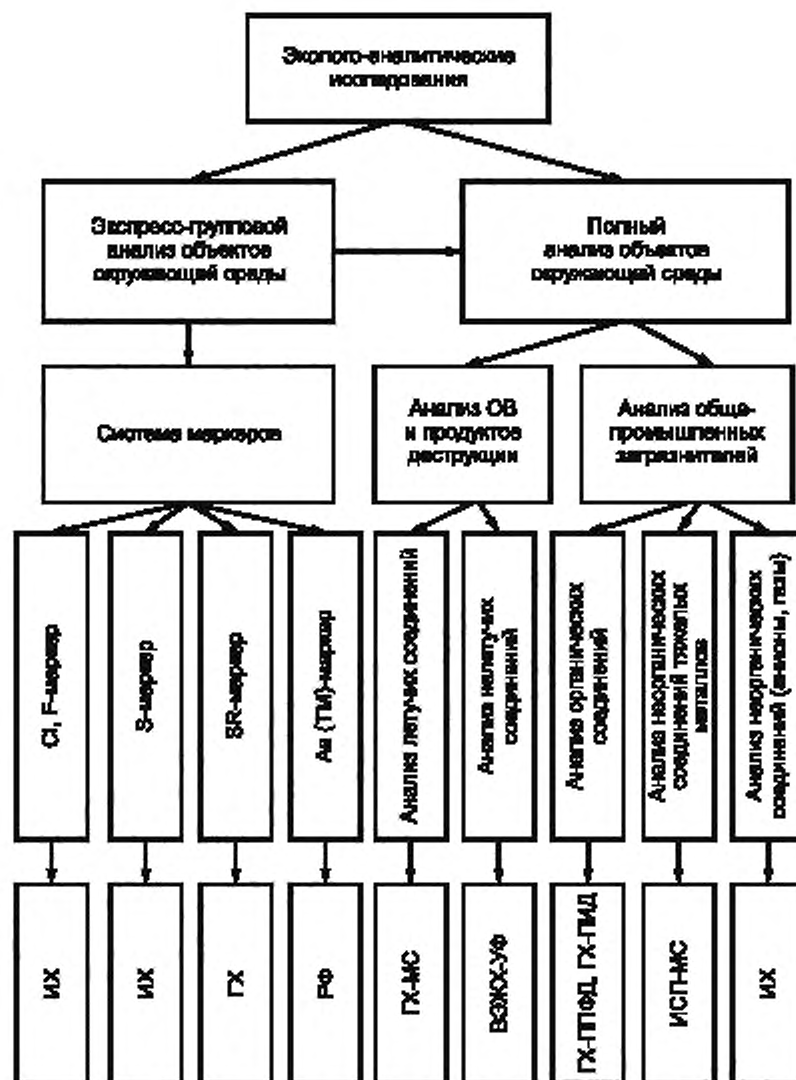 Эколого-аналитические
исследования
Экспресс-групповой
анализ объектов
окружающей среды
Полный
анализ объектов
окружающей среды
Система маркеров
Анализ ОВ
и продуктов
деструкции
Анализ обще-
промышленных
загрязнителей
Cl, F-маркер
S-маркер
SR-маркер
As (ТМ)-маркер
Анализ летучих соединений
Анализ нелетучих
соединений
Анализ органических
соединений
Анализ неорганических
соединений тяжелых
металлов
Анализ неорганических
соединений (анионы, газы)
ИХ
ИХ
ГХ
РФ
ГХ-МС
ВЭЖХ-УФ
ГХ-ППФД, ГХ-ПИД
ИСП-МС
ИХ